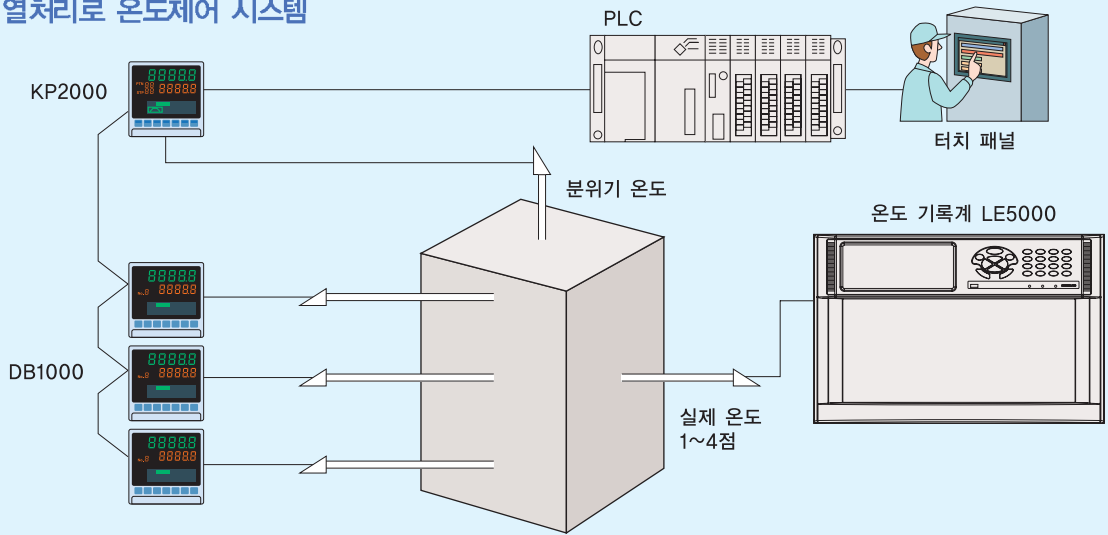 열처리로 온도제어 시스템
PLC
KP2000
터치 패널
분위기 온도
온도 기록계 LE5000
DB1000
실제 온도
1~4점